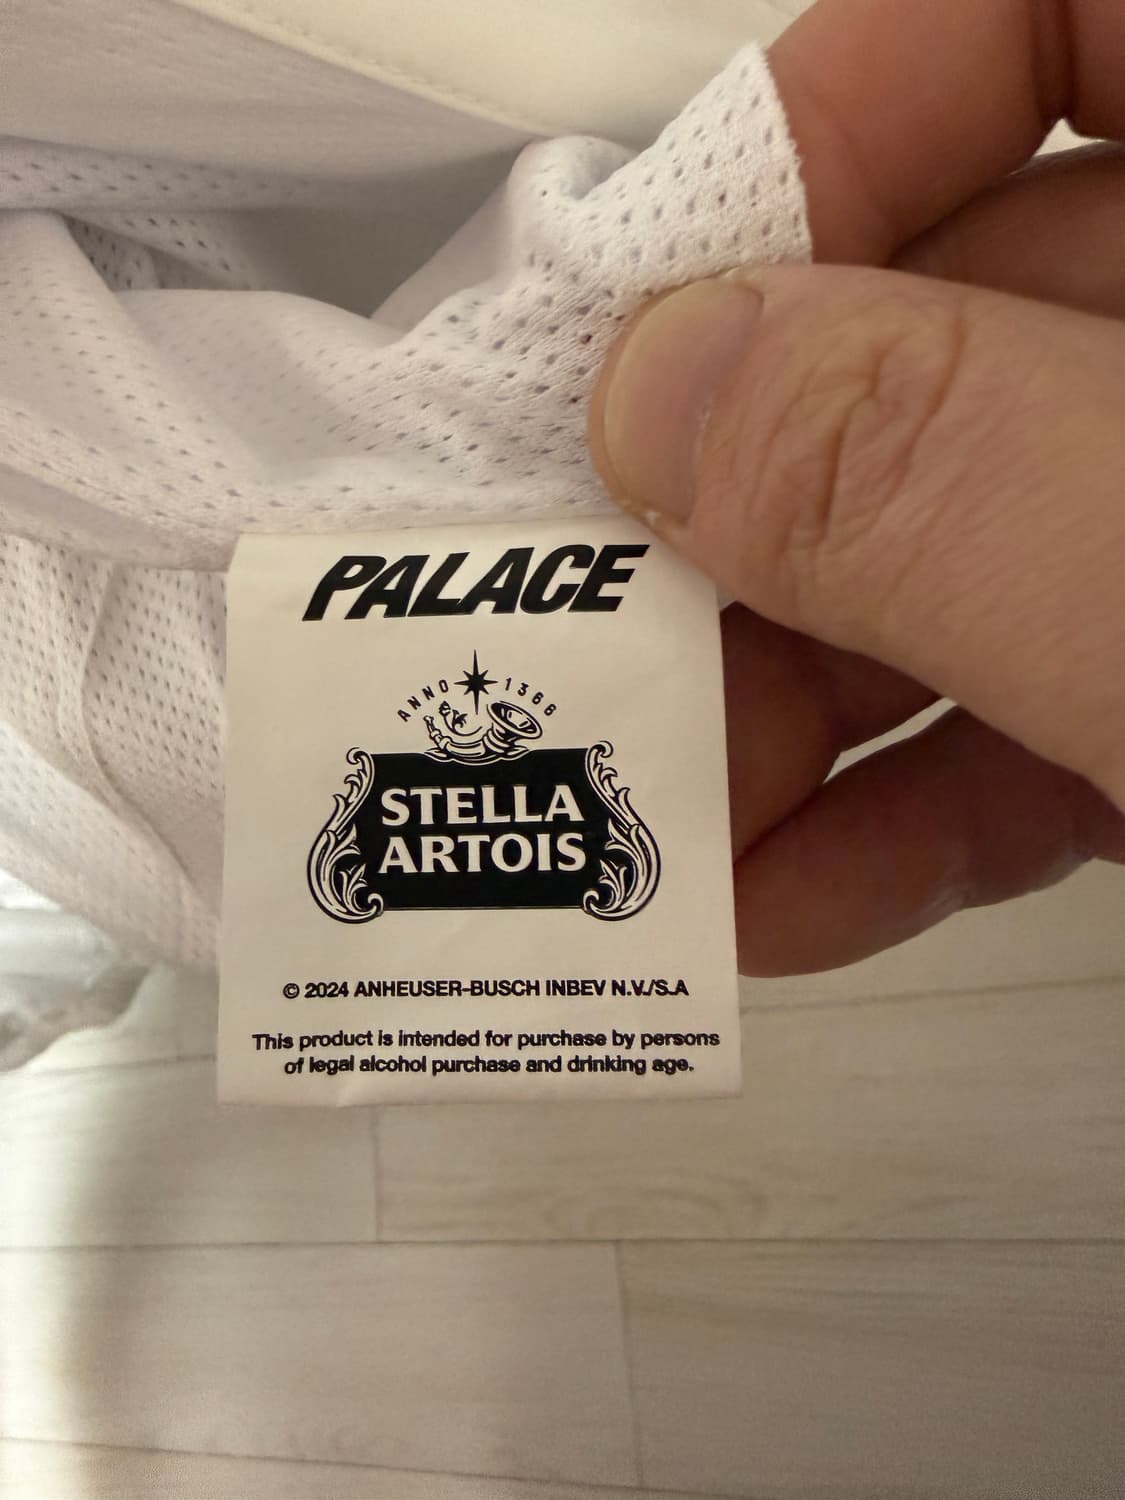 PALACE
ANNO 1366
STELLA
ARTOIS
© 2024 ANHEUSER-BUSCH INBEV N.V./S.A
This product is intended for purchase by persons
of legal alcohol purchase and drinking age.